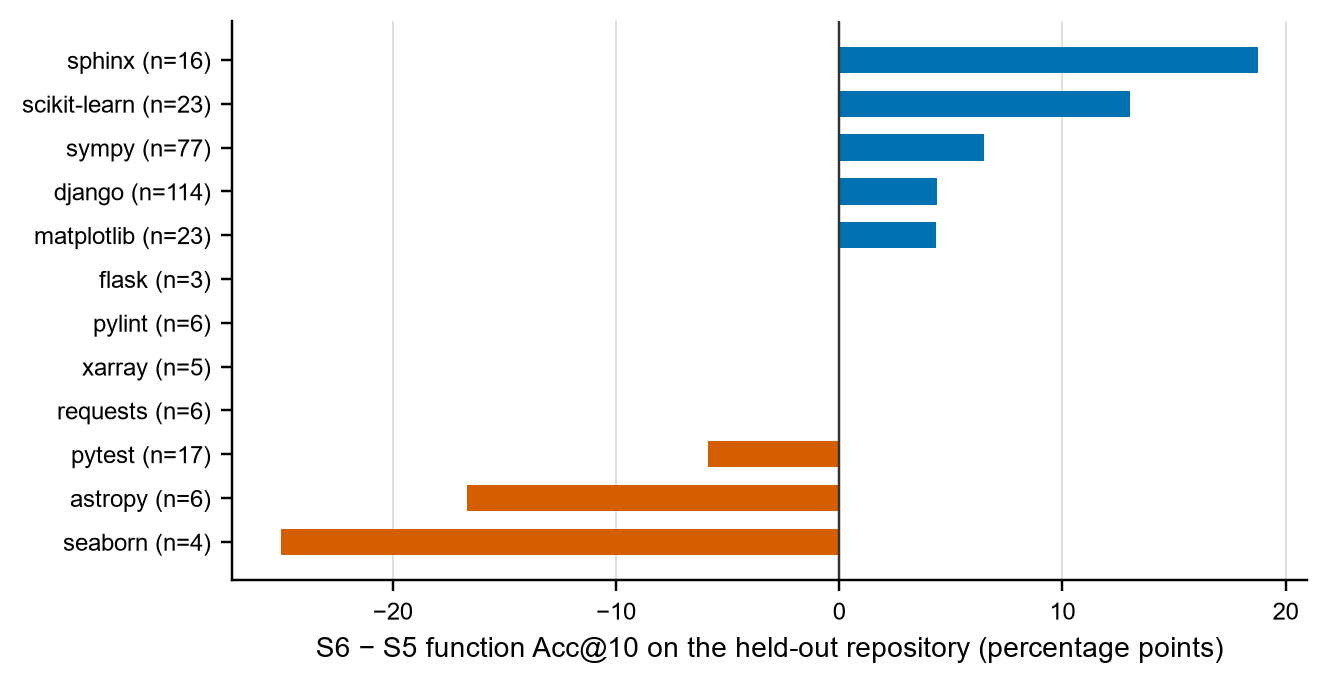 sphinx (n=16)
scikit-learn (n=23)
sympy (n=77)
django (n=114)
matplotlib (n=23)
flask (n=3)
pylint (n=6)
xarray (n=5)
requests (n=6)
pytest (n=17)
astropy (n=6)
seaborn (n=4)
−20 −10 0 10 20
S6 − S5 function Acc@10 on the held-out repository (percentage points)